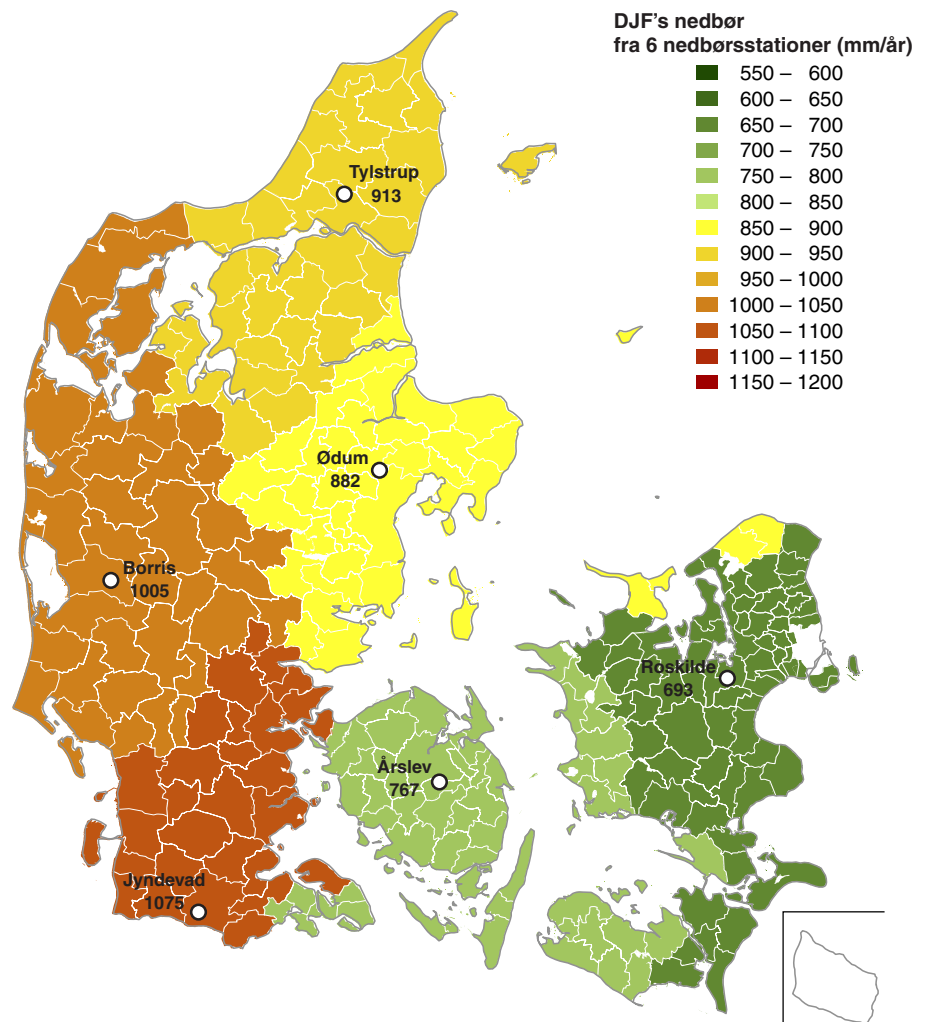 DJF's nedbør
fra 6 nedbørsstationer (mm/år)
550 – 600
600 – 650
650 – 700
700 – 750
750 – 800
800 – 850
850 – 900
900 – 950
950 – 1000
1000 – 1050
1050 – 1100
1100 – 1150
1150 – 1200
Tylstrup
913
Ødum
882
Borris
1005
Roskilde
693
Årslev
767
Jyndevad
1075